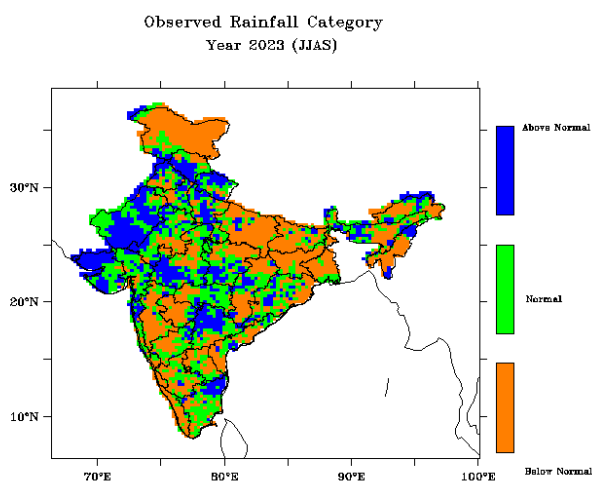 Observed Rainfall Category
Year 2023 (JJAS)
Above Normal
30°N
Normal
20°N
10°N
Below Normal
70°E
80°E
90°E
100°E